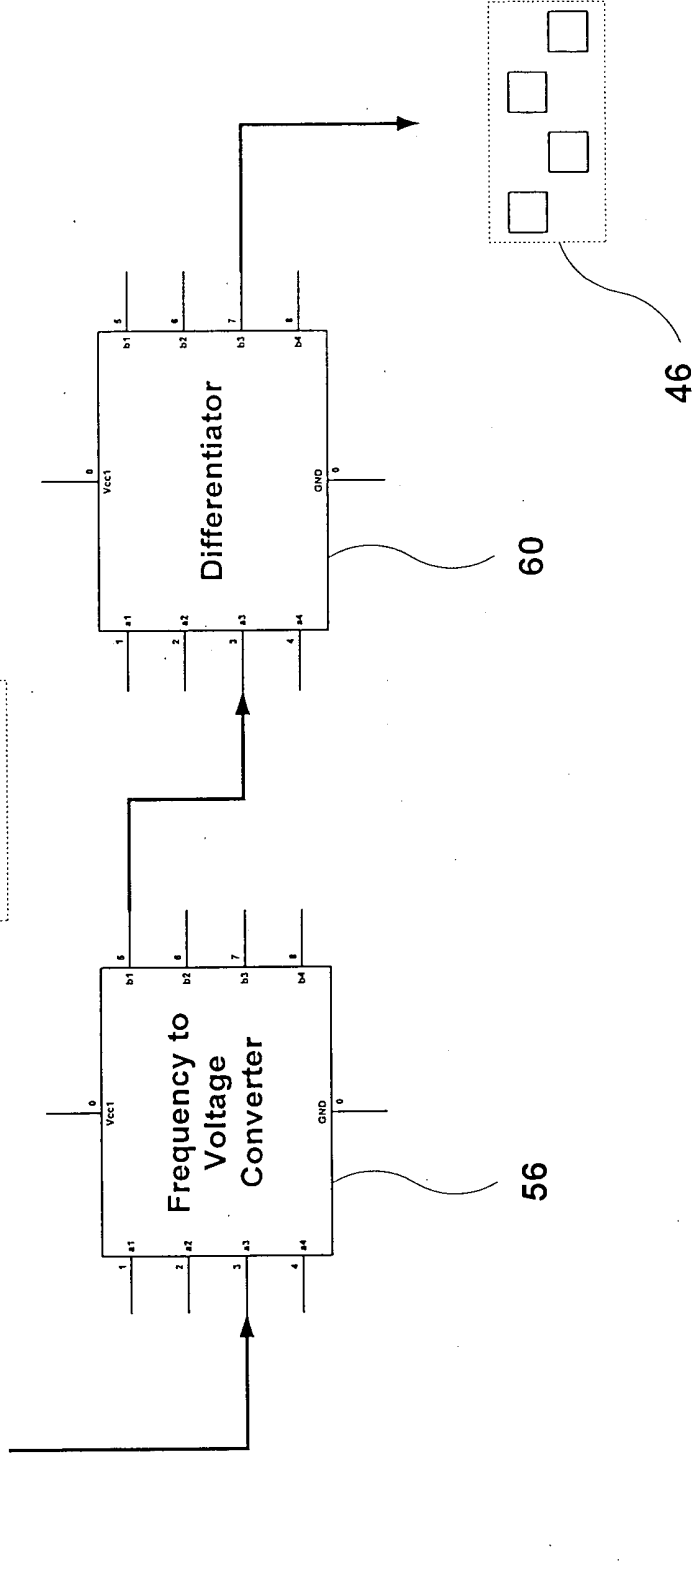 Frequency to
Voltage
Converter
Vcc1
0
GND
0
1
a1
2
a2
3
a3
4
a4
5
b1
6
b2
7
b3
8
b4
56
Differentiator
Vcc1
0
GND
0
1
a1
2
a2
3
a3
4
a4
5
b1
6
b2
7
b3
8
b4
60
46